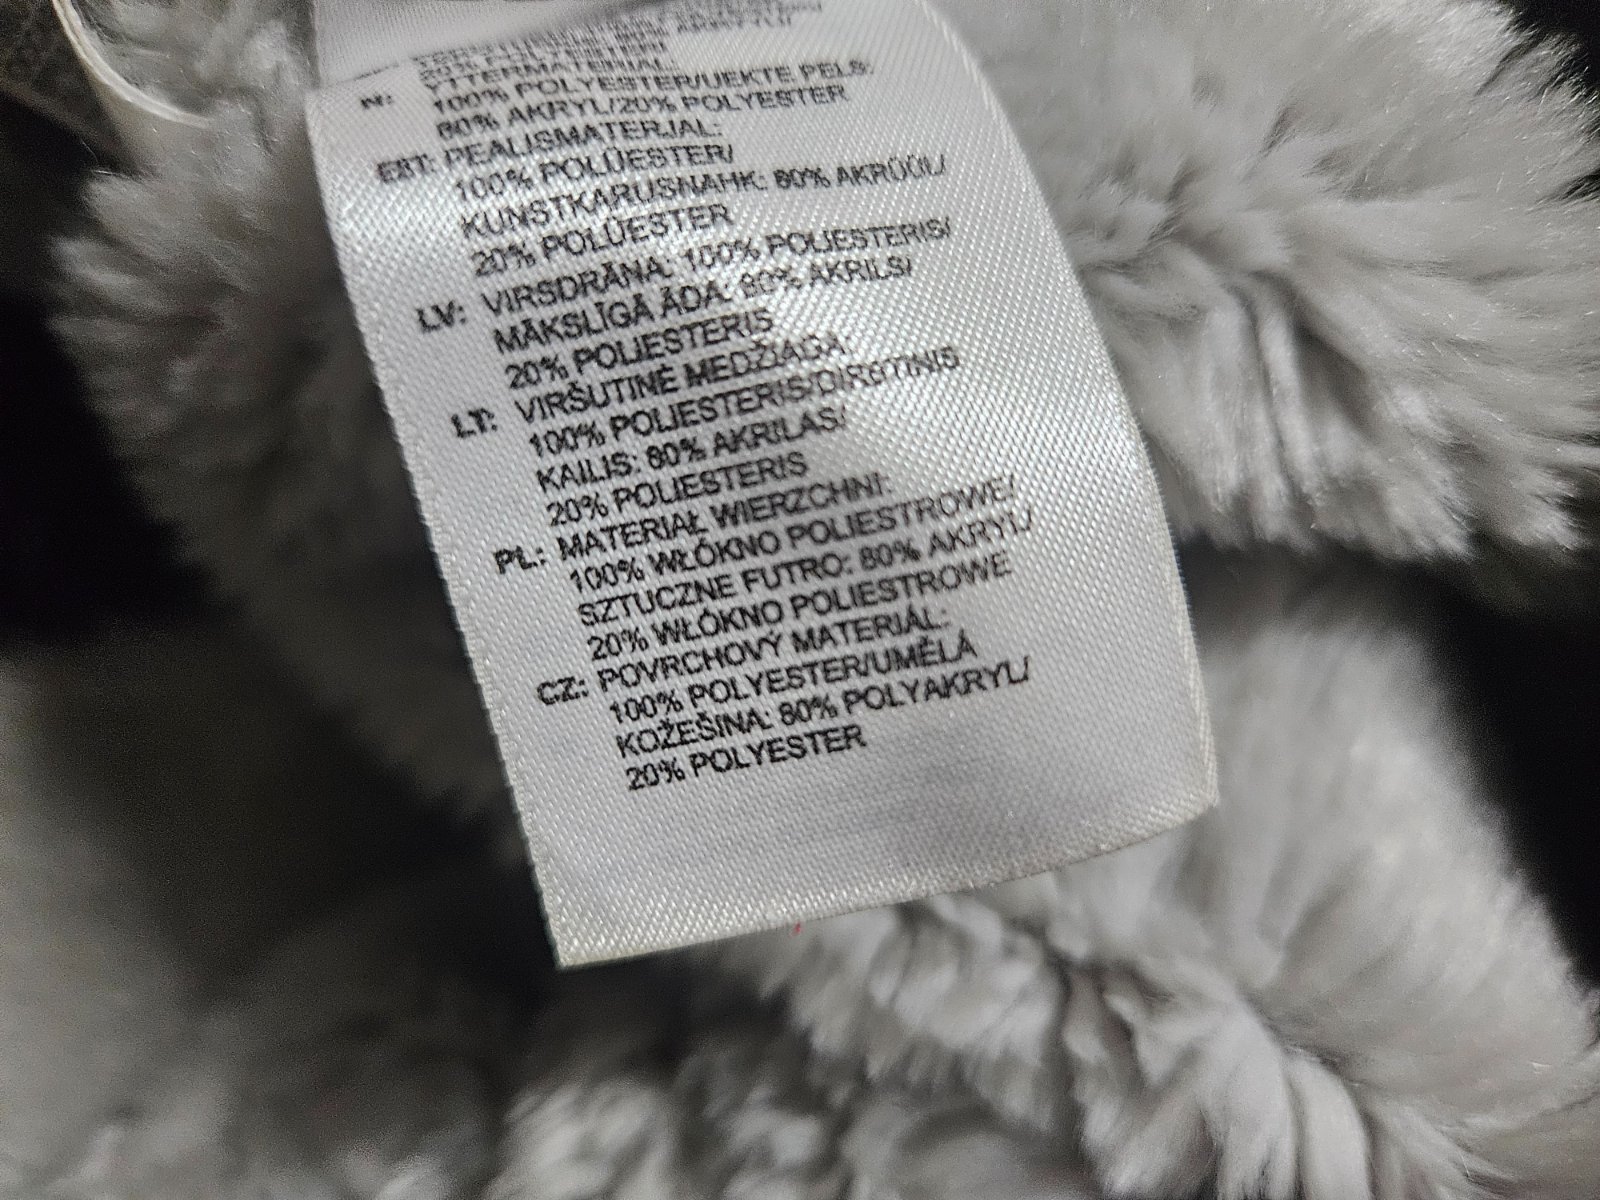 20% POLYESTER
N: YTTERMATERIAL:
100% POLYESTER/UEKTE PELS:
80% AKRYL/20% POLYESTER
EST: PEALISMATERJAL:
100% POLÜESTER/
KUNSTKARUSNAHK: 80% AKRÜÜL/
20% POLÜESTER
LV: VIRSDRĀNA: 100% POLIESTERIS/
MĀKSLĪGĀ ĀDA: 80% AKRILS/
20% POLIESTERIS
LT: VIRŠUTINĖ MEDŽIAGA
100% POLIESTERIS/DIRBTINIS
KAILIS: 80% AKRILAS/
20% POLIESTERIS
PL: MATERIAŁ WIERZCHNI:
100% WŁÓKNO POLIESTROWE/
SZTUCZNE FUTRO: 80% AKRYL/
20% WŁÓKNO POLIESTROWE
CZ: POVRCHOVÝ MATERIÁL:
100% POLYESTER/UMĚLÁ
KOŽEŠINA: 80% POLYAKRYL/
20% POLYESTER